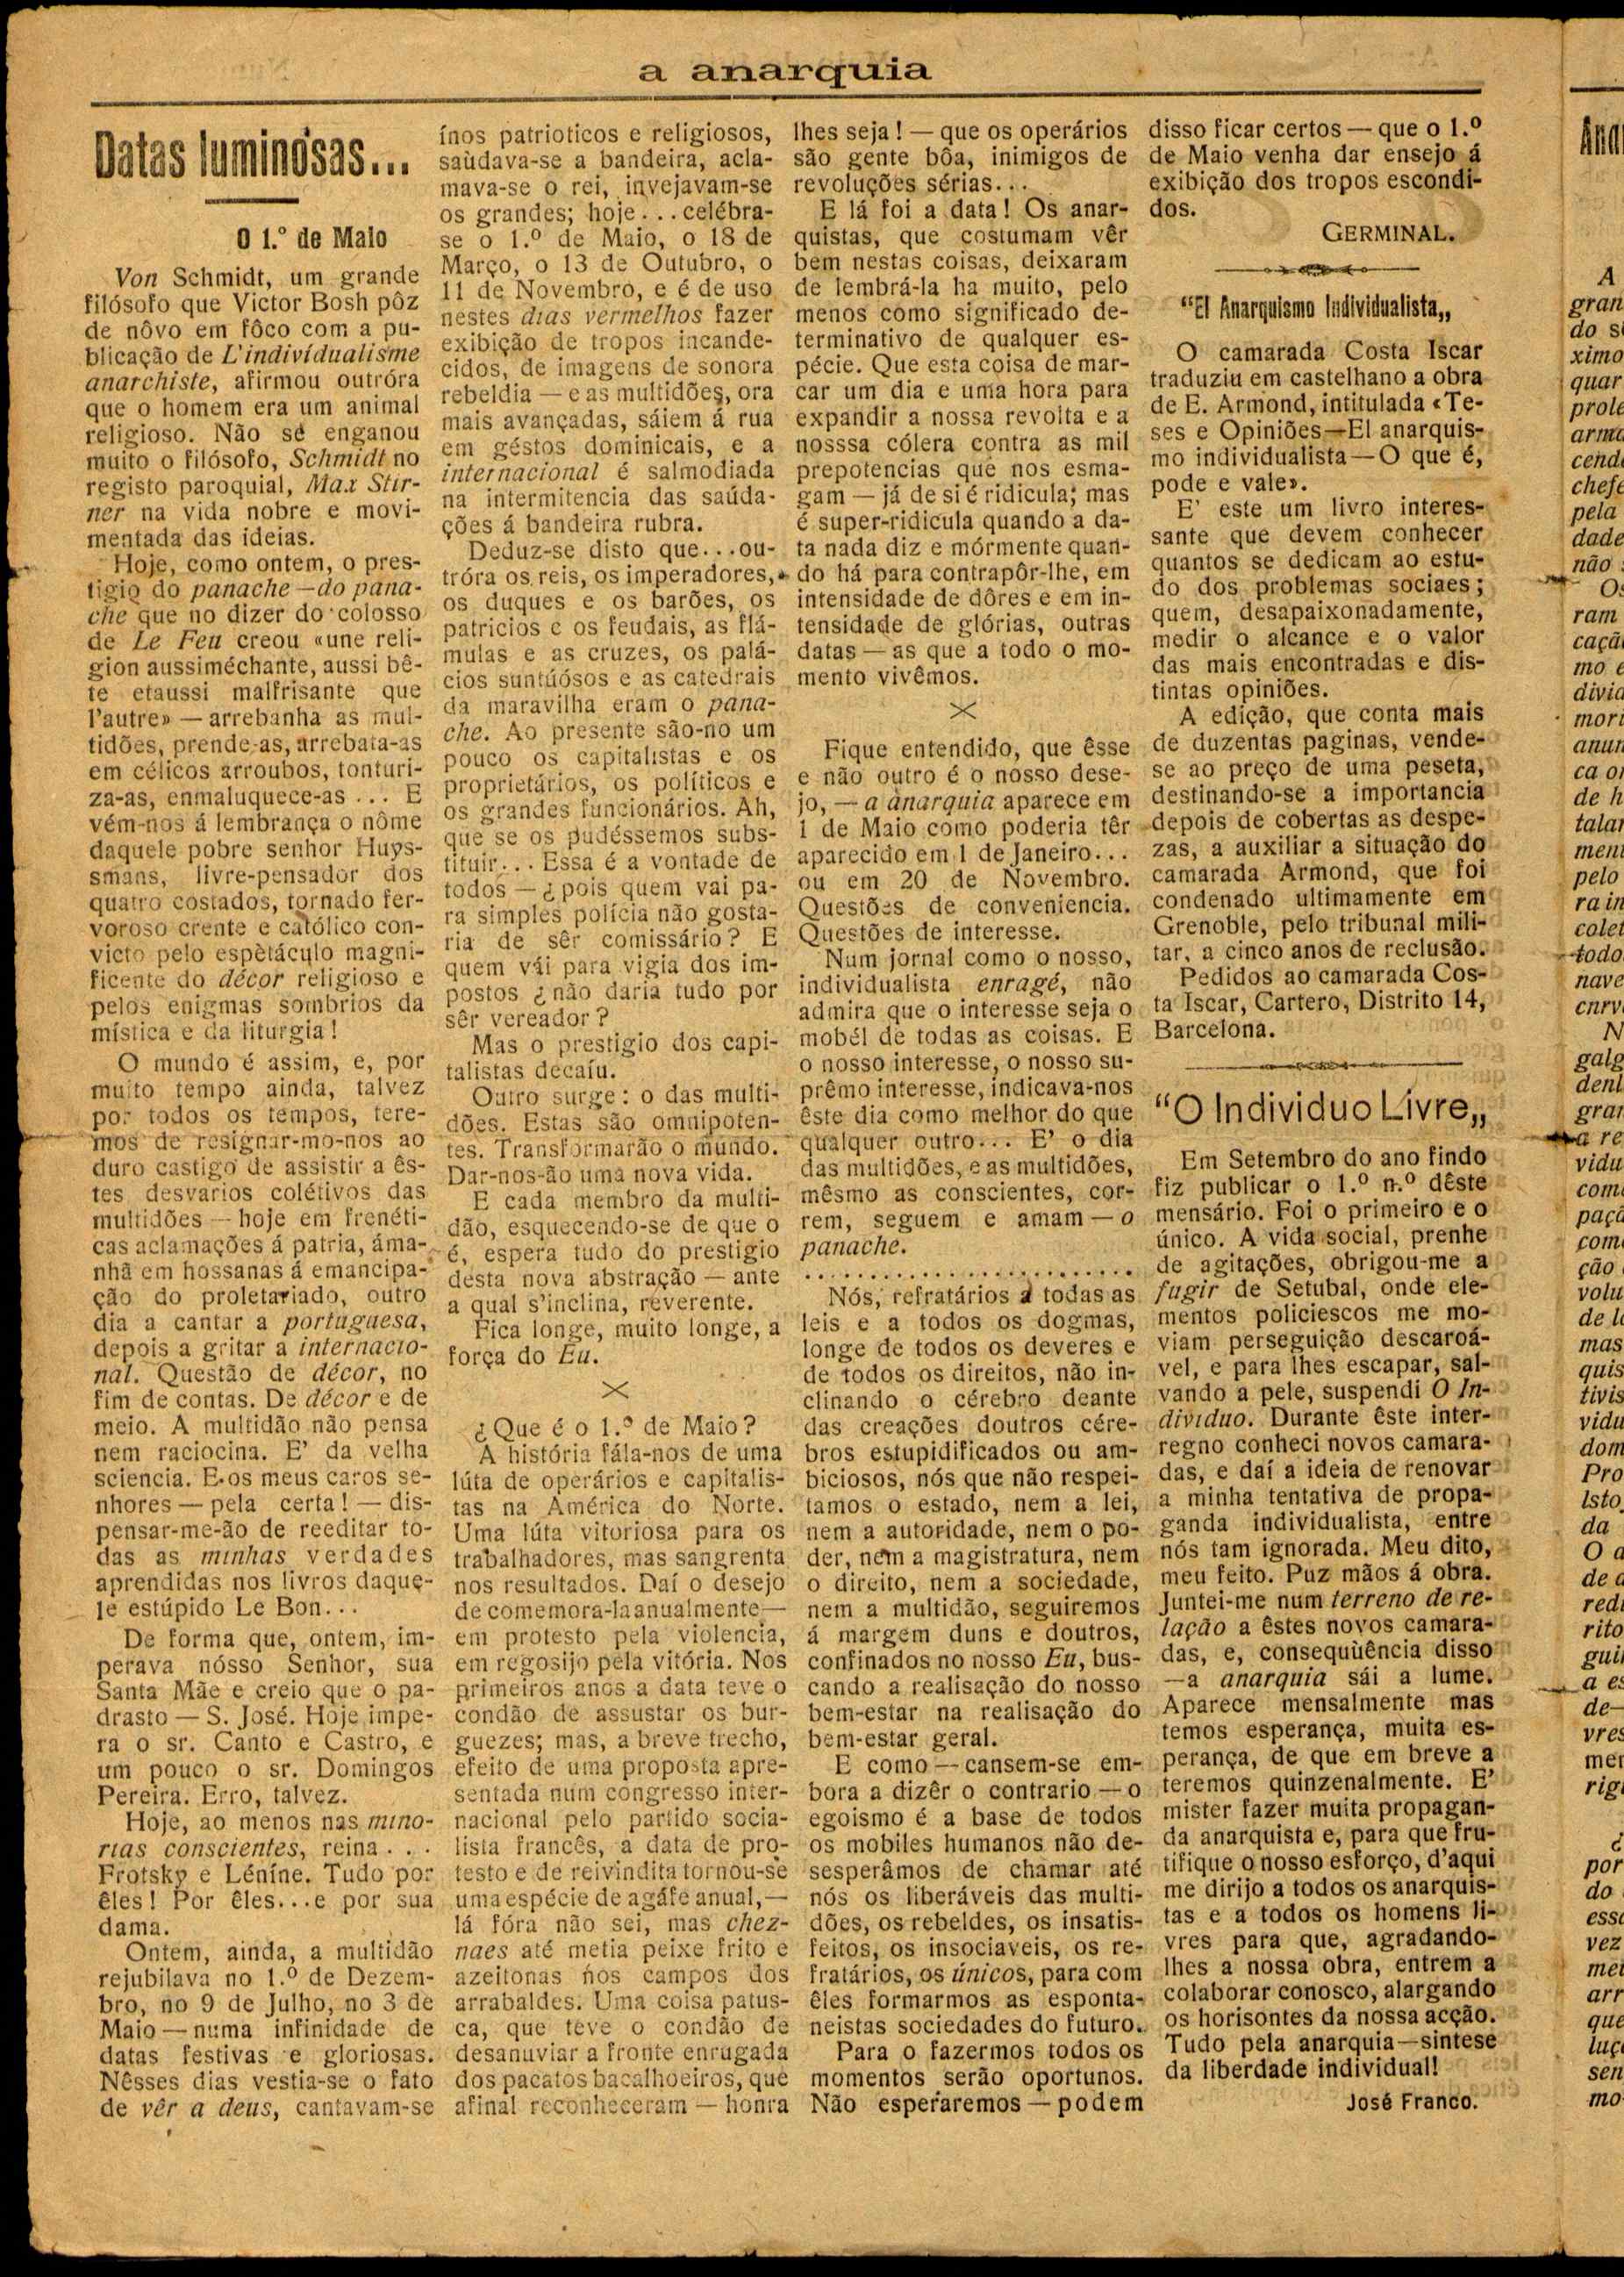 a anarquia
Datas luminosas...
O 1.º de Maio
Von Schmidt, um grande
filósofo que Victor Bosh pôz
de nôvo em fôco com a pu-
blicação de L'indivídualisme
anarchiste, afirmou outróra
que o homem era um animal
religioso. Não se enganou
muito o filósofo, Schmidt no
registo paroquial, Max Stir-
ner na vida nobre e movi-
mentada das ideias.
Hoje, como ontem, o pres-
tigio do panache—do pana-
che que no dizer do colosso
de Le Feu creou «une reli-
gion aussiméchante, aussi bê-
te etaussi malfrisante que
l'autre» — arrebanha as mul-
tidões, prende-as, arrebata-as
em célicos arroubos, tonturi-
za-as, enmaluquece-as ... E
vém-nos á lembrança o nôme
daquele pobre senhor Huys-
smans, livre-pensador dos
quatro costados, tornado fer-
voroso crente e católico con-
victo pelo espètáculo magni-
ficente do décor religioso e
pelos enigmas sombrios da
mística e da liturgia!
O mundo é assim, e, por
muito tempo ainda, talvez
por todos os tempos, tere-
mos de resignar-mo-nos ao
duro castigo de assistir a ês-
tes desvarios colétivos das
multidões — hoje em frenéti-
cas aclamações á patria, áma-
nhã em hossanas á emancipa-
ção do proletariado, outro
dia a cantar a portuguesa,
depois a gritar a internacio-
nal. Questão de décor, no
fim de contas. De décor e de
meio. A multidão não pensa
nem raciocina. E' da velha
sciencia. E os meus caros se-
nhores — pela certa! — dis-
pensar-me-ão de reeditar to-
das as minhas verdades
aprendidas nos livros daque-
le estúpido Le Bon...
De forma que, ontem, im-
perava nósso Senhor, sua
Santa Mãe e creio que o pa-
drasto — S. José. Hoje impe-
ra o sr. Canto e Castro, e
um pouco o sr. Domingos
Pereira. Erro, talvez.
Hoje, ao menos nas mino-
rias conscientes, reina . . .
Frotsky e Léníne. Tudo por
êles! Por êles...e por sua
dama.
Ontem, ainda, a multidão
rejubilava no 1.º de Dezem-
bro, no 9 de Julho, no 3 de
Maio — numa infinidade de
datas festivas e gloriosas.
Nêsses dias vestia-se o fato
de vêr a deus, cantavam-se
ínos patrioticos e religiosos,
saùdava-se a bandeira, acla-
mava-se o rei, invejavam-se
os grandes; hoje...celébra-
se o 1.º de Maio, o 18 de
Março, o 13 de Outubro, o
11 de Novembro, e é de uso
nestes dias vermelhos fazer
exibição de tropos incande-
cidos, de imagens de sonora
rebeldia — e as multidões, ora
mais avançadas, sáiem á rua
em géstos dominicais, e a
internacional é salmodiada
na intermitencia das saúda-
ções á bandeira rubra.
Deduz-se disto que...ou-
tróra os reis, os imperadores,
os duques e os barões, os
patricios e os feudais, as flá-
mulas e as cruzes, os palá-
cios suntúósos e as catedrais
da maravilha eram o pana-
che. Ao presente são-no um
pouco os capitalistas e os
proprietários, os políticos e
os grandes funcionários. Ah,
que se os pudéssemos subs-
tituir... Essa é a vontade de
todos — ¿pois quem vai pa-
ra simples polícia não gosta-
ria de sêr comissário? E
quem vái para vigia dos im-
postos ¿não daria tudo por
sêr vereador?
Mas o prestigio dos capi-
talistas decaíu.
Outro surge: o das multi-
dões. Estas são omnipoten-
tes. Transformarão o mundo.
Dar-nos-ão uma nova vida.
E cada membro da multi-
dão, esquecendo-se de que o
é, espera tudo do prestigio
desta nova abstração — ante
a qual s'inclina, reverente.
Fica longe, muito longe, a
força do Eu.
¿Que é o 1.º de Maio?
A história fála-nos de uma
lúta de operários e capitalis-
tas na América do Norte.
Uma lúta vitoriosa para os
trabalhadores, mas sangrenta
nos resultados. Daí o desejo
de comemora-la anualmente—
em protesto pela violencia,
em regosijo pela vitória. Nos
primeiros anos a data teve o
condão de assustar os bur-
guezes; mas, a breve trecho,
efeito de uma proposta apre-
sentada num congresso inter-
nacional pelo partido socia-
lista francês, a data de pro-
testo e de reivindita tornou-se
uma espécie de agáfe anual,—
lá fóra não sei, mas chez-
naes até metia peixe frito e
azeitonas nos campos dos
arrabaldes. Uma coisa patus-
ca, que teve o condão de
desanuviar a fronte enrugada
dos pacatos bacalhoeiros, que
afinal reconheceram — honra
lhes seja! — que os operários
são gente bôa, inimigos de
revoluções sérias...
E lá foi a data! Os anar-
quistas, que costumam vêr
bem nestas coisas, deixaram
de lembrá-la ha muito, pelo
menos como significado de-
terminativo de qualquer es-
pécie. Que esta coisa de mar-
car um dia e uma hora para
expandir a nossa revolta e a
nosssa cólera contra as mil
prepotencias que nos esma-
gam — já de si é ridicula; mas
é super-ridicula quando a da-
ta nada diz e mórmente quan-
do há para contrapôr-lhe, em
intensidade de dôres e em in-
tensidade de glórias, outras
datas — as que a todo o mo-
mento vivêmos.
Fique entendido, que êsse
e não outro é o nosso dese-
jo, — a anarquia aparece em
1 de Maio como poderia têr
aparecido em 1 de Janeiro...
ou em 20 de Novembro.
Questões de conveniencia.
Questões de interesse.
Num jornal como o nosso,
individualista enragé, não
admira que o interesse seja o
mobél de todas as coisas. E
o nosso interesse, o nosso su-
prêmo interesse, indicava-nos
êste dia como melhor do que
qualquer outro... E' o dia
das multidões, e as multidões,
mêsmo as conscientes, cor-
rem, seguem e amam — o
panache.
........................
Nós, refratários a todas as
leis e a todos os dogmas,
longe de todos os deveres e
de todos os direitos, não in-
clinando o cérebro deante
das creações doutros cére-
bros estupidificados ou am-
biciosos, nós que não respei-
tamos o estado, nem a lei,
nem a autoridade, nem o po-
der, nem a magistratura, nem
o direito, nem a sociedade,
nem a multidão, seguiremos
á margem duns e doutros,
confinados no nosso Eu, bus-
cando a realisação do nosso
bem-estar na realisação do
bem-estar geral.
E como — cansem-se em-
bora a dizêr o contrario — o
egoismo é a base de todos
os mobiles humanos não de-
sesperâmos de chamar até
nós os liberáveis das multi-
dões, os rebeldes, os insatis-
feitos, os insociaveis, os re-
fratários, os únicos, para com
êles formarmos as esponta-
neistas sociedades do futuro.
Para o fazermos todos os
momentos serão oportunos.
Não esperaremos — podem
disso ficar certos — que o 1.º
de Maio venha dar ensejo á
exibição dos tropos escondi-
dos.
GERMINAL.
"El Anarquismo Individualista„
O camarada Costa Iscar
traduziu em castelhano a obra
de E. Armond, intitulada «Te-
ses e Opiniões—El anarquis-
mo individualista—O que é,
pode e vale».
E' este um livro interes-
sante que devem conhecer
quantos se dedicam ao estu-
do dos problemas sociaes;
quem, desapaixonadamente,
medir o alcance e o valor
das mais encontradas e dis-
tintas opiniões.
A edição, que conta mais
de duzentas paginas, vende-
se ao preço de uma peseta,
destinando-se a importancia
depois de cobertas as despe-
zas, a auxiliar a situação do
camarada Armond, que foi
condenado ultimamente em
Grenoble, pelo tribunal mili-
tar, a cinco anos de reclusão.
Pedidos ao camarada Cos-
ta Iscar, Cartero, Distrito 14,
Barcelona.
"O Individuo Livre„
Em Setembro do ano findo
fiz publicar o 1.º n.º dêste
mensário. Foi o primeiro e o
único. A vida social, prenhe
de agitações, obrigou-me a
fugir de Setubal, onde ele-
mentos policiescos me mo-
viam perseguição descaroá-
vel, e para lhes escapar, sal-
vando a pele, suspendi O In-
dividuo. Durante êste inter-
regno conheci novos camara-
das, e daí a ideia de renovar
a minha tentativa de propa-
ganda individualista, entre
nós tam ignorada. Meu dito,
meu feito. Puz mãos á obra.
Juntei-me num terreno de re-
lação a êstes novos camara-
das, e, consequùência disso
—a anarquia sái a lume.
Aparece mensalmente mas
temos esperança, muita es-
perança, de que em breve a
teremos quinzenalmente. E'
mister fazer muita propagan-
da anarquista e, para que fru-
tifique o nosso esforço, d'aqui
me dirijo a todos os anarquis-
tas e a todos os homens li-
vres para que, agradando-
lhes a nossa obra, entrem a
colaborar conosco, alargando
os horisontes da nossa acção.
Tudo pela anarquia—sintese
da liberdade individual!
José Franco.